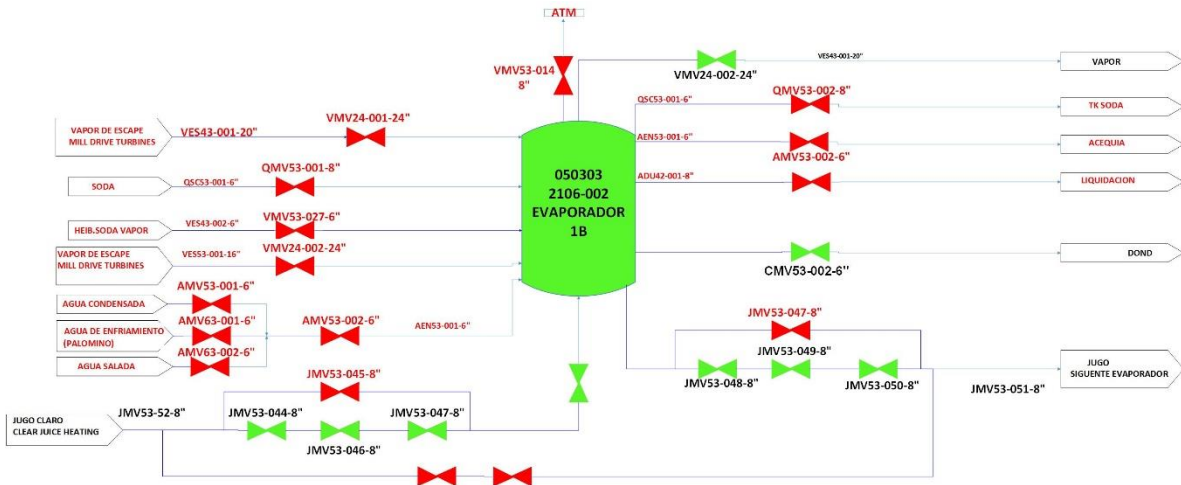 ATM
VMV53-014
8"
VMV24-002-24"
VES43-001-20"
VAPOR
QSC53-001-6"
QMV53-002-8"
TK SODA
AEN53-001-6"
AMV53-002-6"
ACEQUIA
ADU42-001-8"
LIQUIDACION
CMV53-002-6"
DOND
VAPOR DE ESCAPE
MILL DRIVE TURBINES
VES43-001-20"
VMV24-001-24"
SODA
QSC53-001-6"
QMV53-001-8"
HEIB.SODA VAPOR
VES43-002-6"
VMV53-027-6"
VAPOR DE ESCAPE
MILL DRIVE TURBINES
VES53-001-16"
VMV24-002-24"
AGUA CONDENSADA
AMV53-001-6"
AGUA DE ENFRIAMIENTO
(PALOMINO)
AMV63-001-6"
AGUA SALADA
AMV63-002-6"
AMV53-002-6"
AEN53-001-6"
050303
2106-002
EVAPORADOR
1B
JMV53-047-8"
JMV53-049-8"
JMV53-048-8"
JMV53-050-8"
JMV53-051-8"
JUGO
SIGUENTE EVAPORADOR
JUGO CLARO
CLEAR JUICE HEATING
JMV53-52-8"
JMV53-045-8"
JMV53-044-8"
JMV53-047-8"
JMV53-046-8"